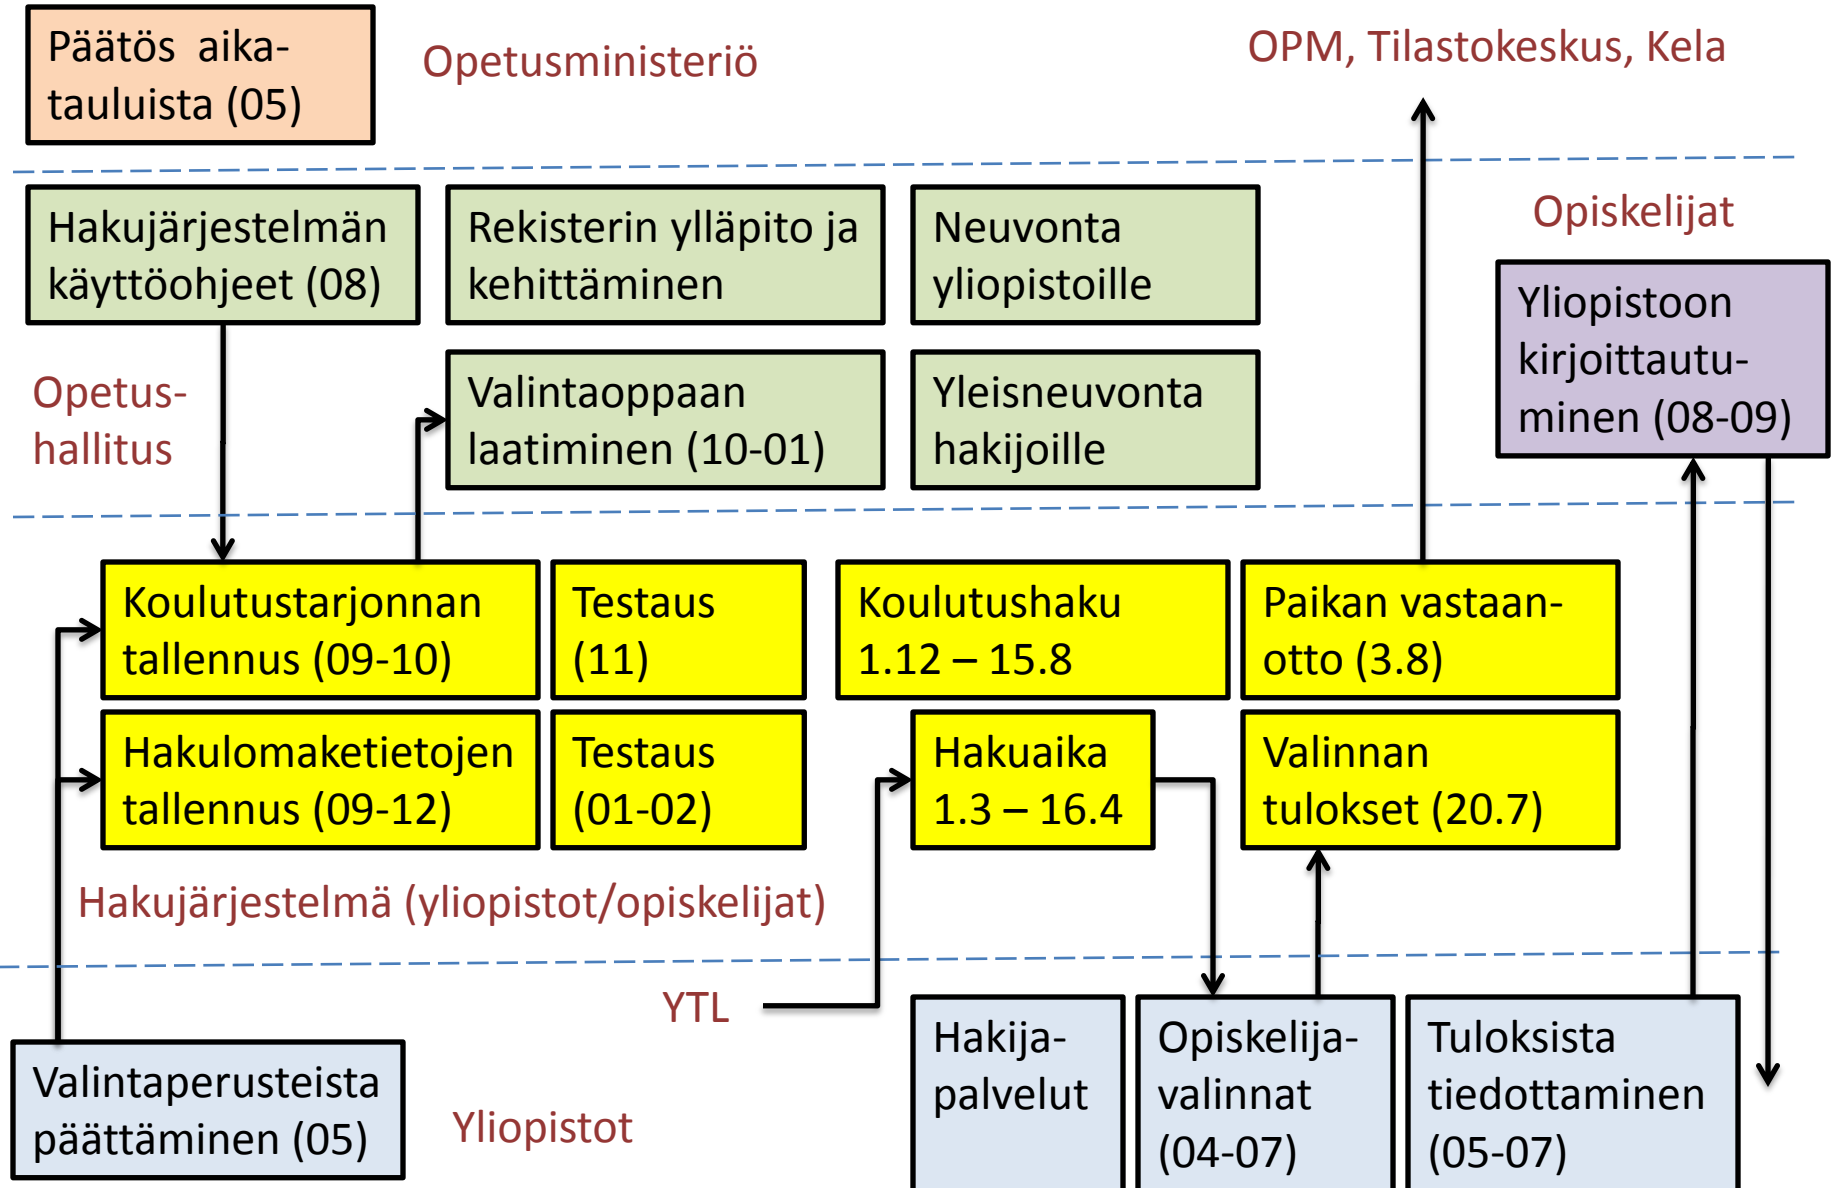 Päätös aika-
tauluista (05)
Opetusministeriö
OPM, Tilastokeskus, Kela
Hakujärjestelmän
käyttöohjeet (08)
Rekisterin ylläpito ja
kehittäminen
Neuvonta
yliopistoille
Opiskelijat
Yliopistoon
kirjoittautu-
minen (08-09)
Opetus-
hallitus
Valintaoppaan
laatiminen (10-01)
Yleisneuvonta
hakijoille
Koulutustarjonnan
tallennus (09-10)
Testaus
(11)
Koulutushaku
1.12 – 15.8
Paikan vastaan-
otto (3.8)
Hakulomaketietojen
tallennus (09-12)
Testaus
(01-02)
Hakuaika
1.3 – 16.4
Valinnan
tulokset (20.7)
Hakujärjestelmä (yliopistot/opiskelijat)
YTL
Valintaperusteista
päättäminen (05)
Yliopistot
Hakija-
palvelut
Opiskelija-
valinnat
(04-07)
Tuloksista
tiedottaminen
(05-07)